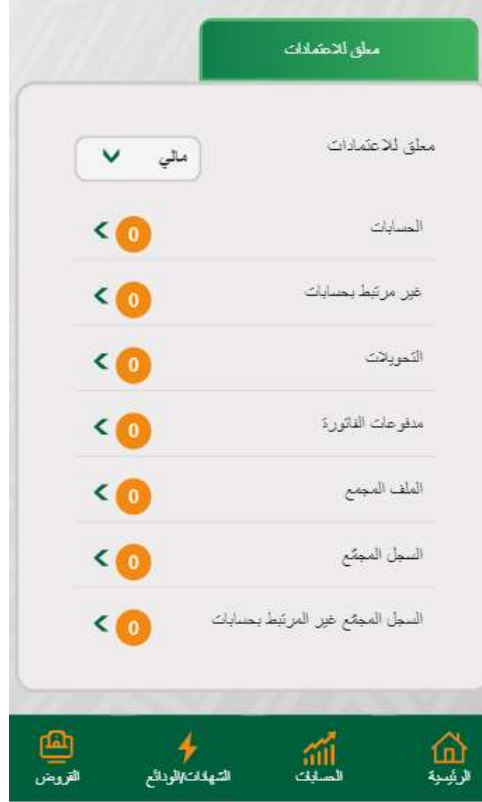 معلق للاعتمادات
معلق للاعتمادات
مالي
الحسابات
0
غير مرتبط بحسابات
0
التحويلات
0
مدفوعات الفاتورة
0
الملف المجمع
0
السجل المجمّع
0
السجل المجمّع غير المرتبط بحسابات
0
الرئيسية
الحسابات
الشهادات/الودائع
القروض